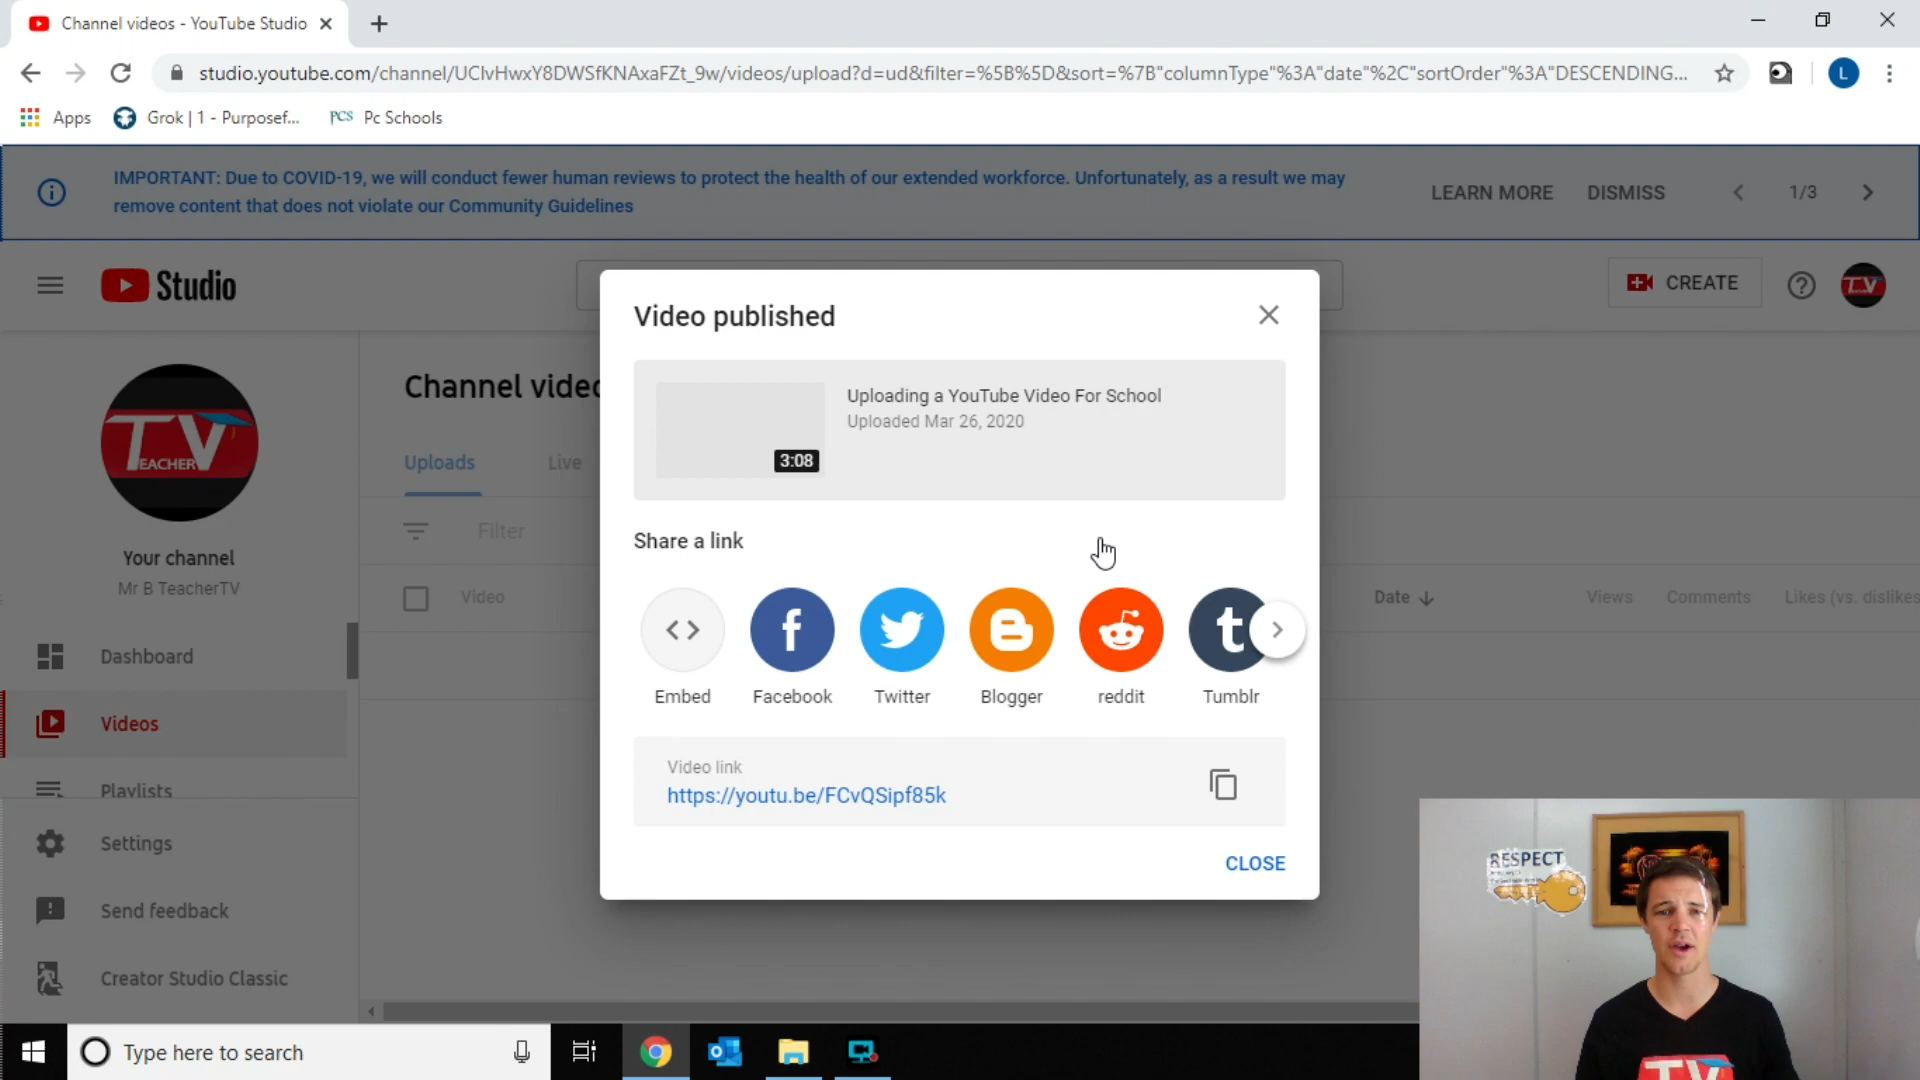 Channel videos - YouTube Studio
studio.youtube.com/channel/UClvHwxY8DWSfKNAxaFZt_9w/videos/upload?d=ud&filter=%5B%5D&sort=%7B"columnType"%3A"date"%2C"sortOrder"%3A"DESCENDING...
L
Apps
Grok | 1 - Purposef...
PCS Pc Schools
IMPORTANT: Due to COVID-19, we will conduct fewer human reviews to protect the health of our extended workforce. Unfortunately, as a result we may
remove content that does not violate our Community Guidelines
LEARN MORE
DISMISS
1/3
Studio
CREATE
TV
TV
EACHER
Your channel
Mr B TeacherTV
Dashboard
Videos
Playlists
Settings
Send feedback
Creator Studio Classic
Uploads
Live
Filter
Video
Date
Views
Comments
Likes (vs. dislikes
Video published
Uploading a YouTube Video For School
Uploaded Mar 26, 2020
3:08
Share a link
Embed
Facebook
Twitter
Blogger
reddit
Tumblr
Video link
https://youtu.be/FCvQSipf85k
CLOSE
RESPECT
TV
Type here to search